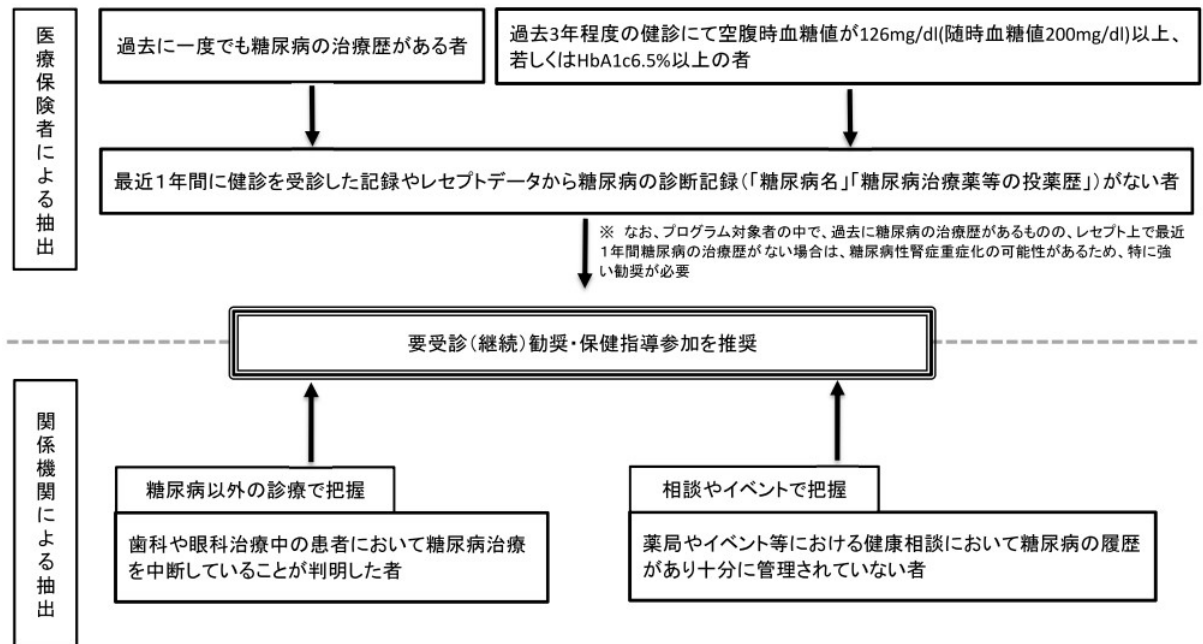 医療保険者による抽出
過去に一度でも糖尿病の治療歴がある者
過去3年程度の健診にて空腹時血糖値が126mg/dl(随時血糖値200mg/dl)以上、
若しくはHbA1c6.5%以上の者
最近1年間に健診を受診した記録やレセプトデータから糖尿病の診断記録(「糖尿病名」「糖尿病治療薬等の投薬歴」)がない者
※ なお、プログラム対象者の中で、過去に糖尿病の治療歴があるものの、レセプト上で最近
1年間糖尿病の治療歴がない場合は、糖尿病性腎症重症化の可能性があるため、特に強
い勧奨が必要
要受診(継続)勧奨・保健指導参加を推奨
関係機関による抽出
糖尿病以外の診療で把握
歯科や眼科治療中の患者において糖尿病治療
を中断していることが判明した者
相談やイベントで把握
薬局やイベント等における健康相談において糖尿病の履歴
があり十分に管理されていない者